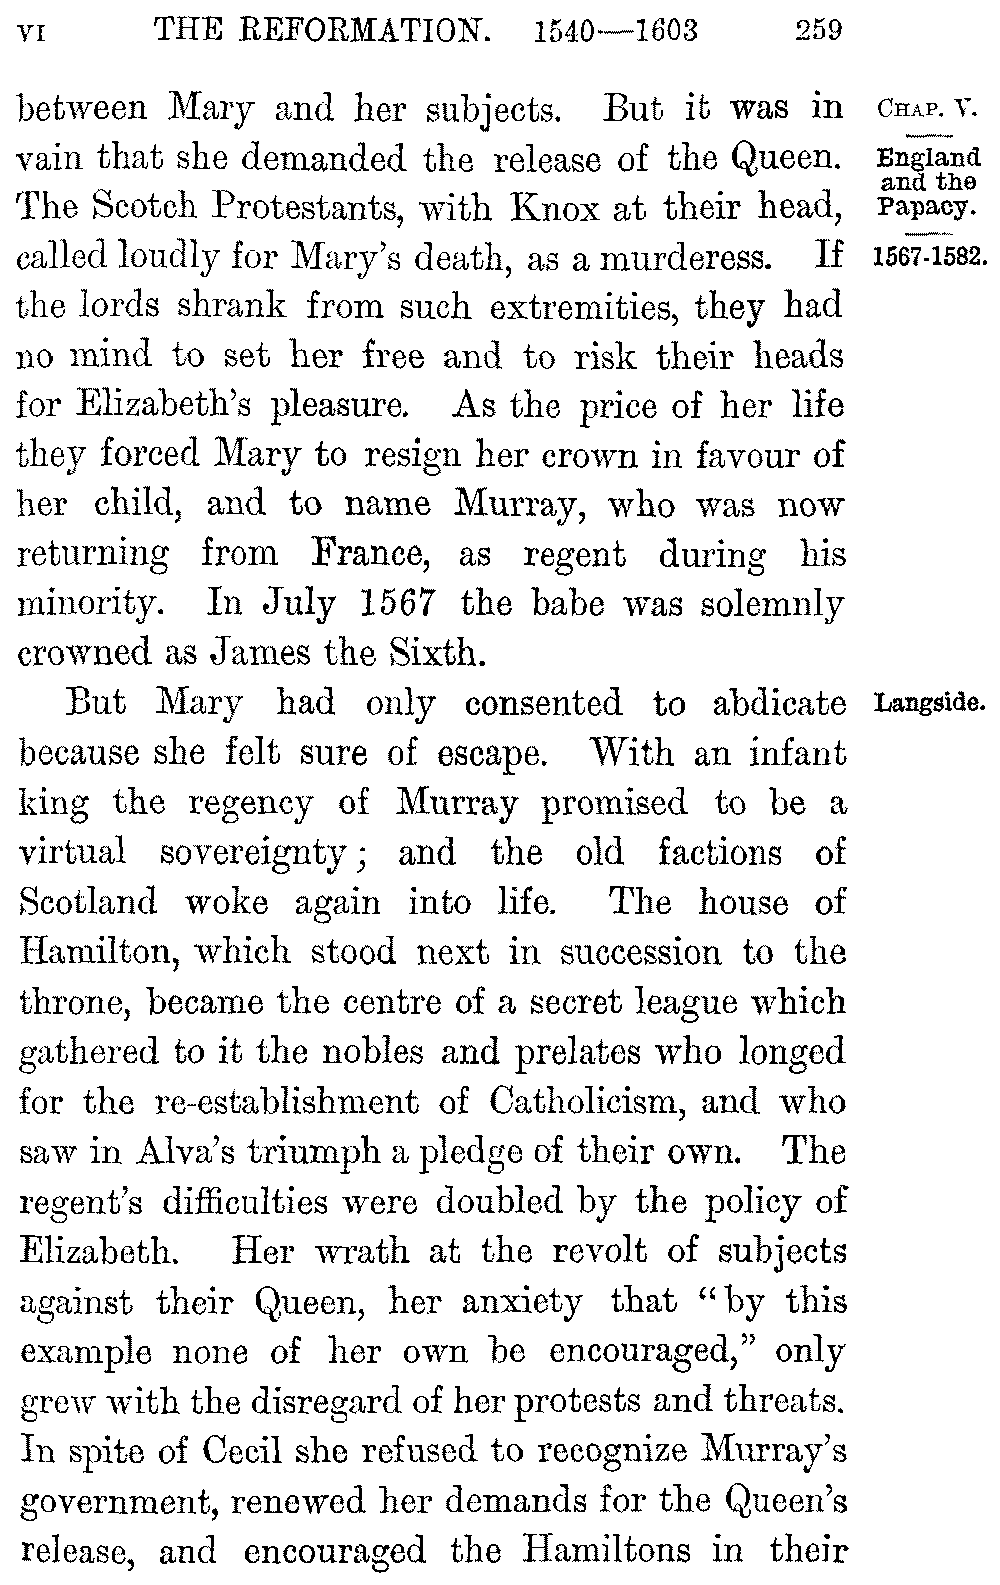 VI THE REFORMATION. 1540—1603 259
between Mary and her subjects. But it was in
vain that she demanded the release of the Queen.
The Scotch Protestants, with Knox at their head,
called loudly for Mary's death, as a murderess. If
the lords shrank from such extremities, they had
no mind to set her free and to risk their heads
for Elizabeth's pleasure. As the price of her life
they forced Mary to resign her crown in favour of
her child, and to name Murray, who was now
returning from France, as regent during his
minority. In July 1567 the babe was solemnly
crowned as James the Sixth.
CHAP. V.
England
and the
Papacy.
1567-1582.
But Mary had only consented to abdicate
because she felt sure of escape. With an infant
king the regency of Murray promised to be a
virtual sovereignty; and the old factions of
Scotland woke again into life. The house of
Hamilton, which stood next in succession to the
throne, became the centre of a secret league which
gathered to it the nobles and prelates who longed
for the re-establishment of Catholicism, and who
saw in Alva's triumph a pledge of their own. The
regent's difficulties were doubled by the policy of
Elizabeth. Her wrath at the revolt of subjects
against their Queen, her anxiety that "by this
example none of her own be encouraged," only
grew with the disregard of her protests and threats.
In spite of Cecil she refused to recognize Murray's
government, renewed her demands for the Queen's
release, and encouraged the Hamiltons in their
Langside.